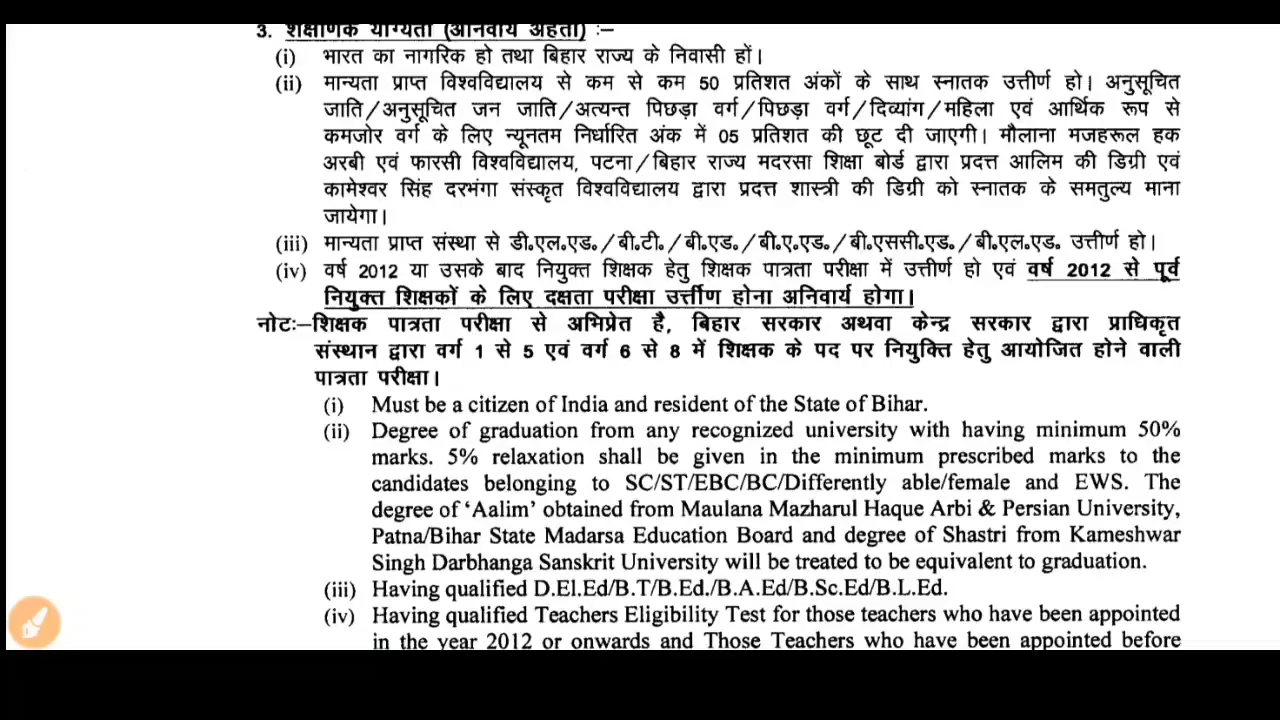 3. शैक्षणिक योग्यता (अनिवार्य अर्हता) :–
(i) भारत का नागरिक हो तथा बिहार राज्य के निवासी हों।
(ii) मान्यता प्राप्त विश्वविद्यालय से कम से कम 50 प्रतिशत अंकों के साथ स्नातक उत्तीर्ण हो। अनुसूचित
जाति/अनुसूचित जन जाति/अत्यन्त पिछड़ा वर्ग/पिछड़ा वर्ग/दिव्यांग/महिला एवं आर्थिक रूप से
कमजोर वर्ग के लिए न्यूनतम निर्धारित अंक में 05 प्रतिशत की छूट दी जाएगी। मौलाना मजहरूल हक
अरबी एवं फारसी विश्वविद्यालय, पटना/बिहार राज्य मदरसा शिक्षा बोर्ड द्वारा प्रदत्त आलिम की डिग्री एवं
कामेश्वर सिंह दरभंगा संस्कृत विश्वविद्यालय द्वारा प्रदत्त शास्त्री की डिग्री को स्नातक के समतुल्य माना
जायेगा।
(iii) मान्यता प्राप्त संस्था से डी०एल०एड०/बी०टी०/बी०एड०/बी०ए०एड०/बी०एससी०एड०/बी०एल०एड० उत्तीर्ण हो।
(iv) वर्ष 2012 या उसके बाद नियुक्त शिक्षक हेतु शिक्षक पात्रता परीक्षा में उत्तीर्ण हो एवं वर्ष 2012 से पूर्व
नियुक्त शिक्षकों के लिए दक्षता परीक्षा उर्त्तीण होना अनिवार्य होगा।
नोटः–शिक्षक पात्रता परीक्षा से अभिप्रेत है, बिहार सरकार अथवा केन्द्र सरकार द्वारा प्राधिकृत
संस्थान द्वारा वर्ग 1 से 5 एवं वर्ग 6 से 8 में शिक्षक के पद पर नियुक्ति हेतु आयोजित होने वाली
पात्रता परीक्षा।
(i) Must be a citizen of India and resident of the State of Bihar.
(ii) Degree of graduation from any recognized university with having minimum 50%
marks. 5% relaxation shall be given in the minimum prescribed marks to the
candidates belonging to SC/ST/EBC/BC/Differently able/female and EWS. The
degree of ‘Aalim’ obtained from Maulana Mazharul Haque Arbi & Persian University,
Patna/Bihar State Madarsa Education Board and degree of Shastri from Kameshwar
Singh Darbhanga Sanskrit University will be treated to be equivalent to graduation.
(iii) Having qualified D.El.Ed/B.T/B.Ed./B.A.Ed/B.Sc.Ed/B.L.Ed.
(iv) Having qualified Teachers Eligibility Test for those teachers who have been appointed
in the year 2012 or onwards and Those Teachers who have been appointed before